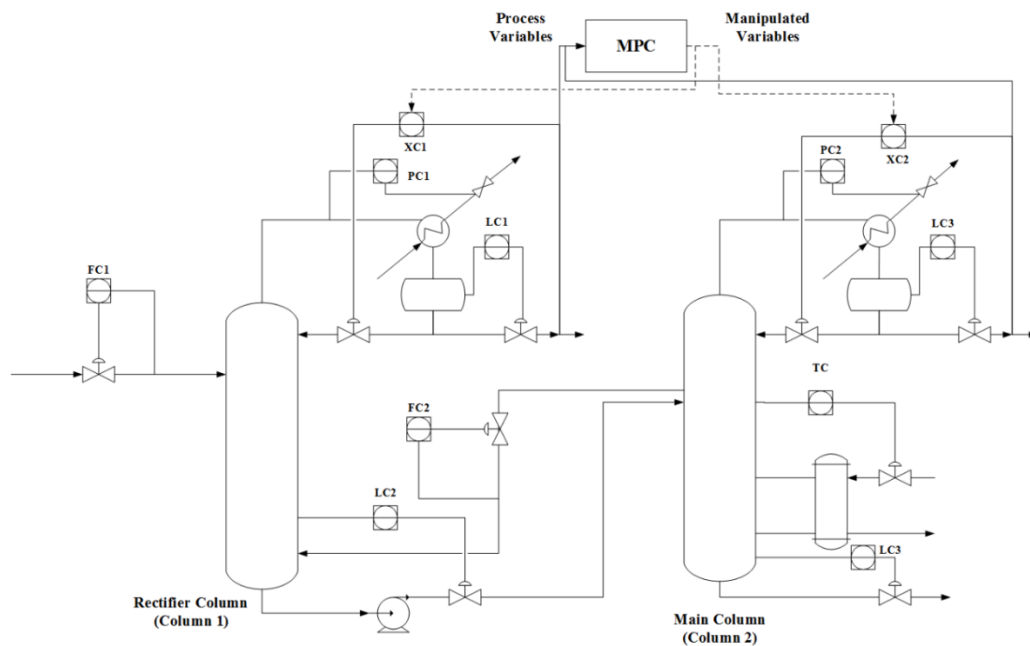 Process
Variables
MPC
Manipulated
Variables
XC1
XC2
PC1
PC2
LC1
LC3
FC1
TC
FC2
LC2
LC3
Rectifier Column
(Column 1)
Main Column
(Column 2)